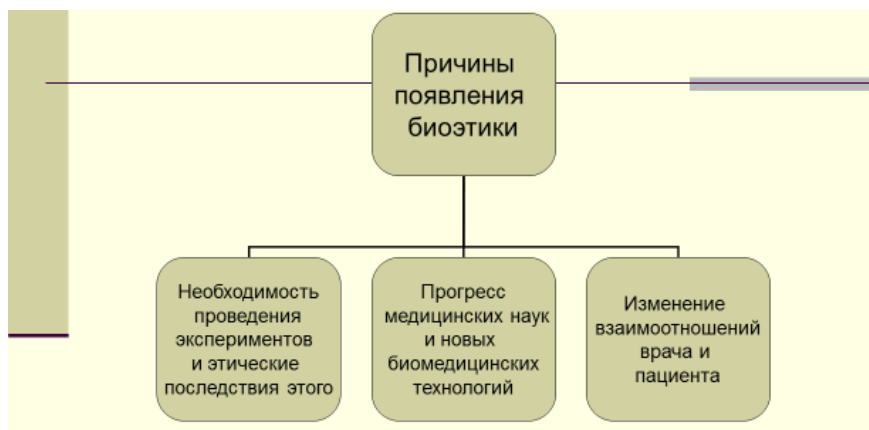 Причины
появления
биоэтики
Необходимость
проведения
экспериментов
и этические
последствия этого
Прогресс
медицинских наук
и новых
биомедицинских
технологий
Изменение
взаимоотношений
врача и
пациента